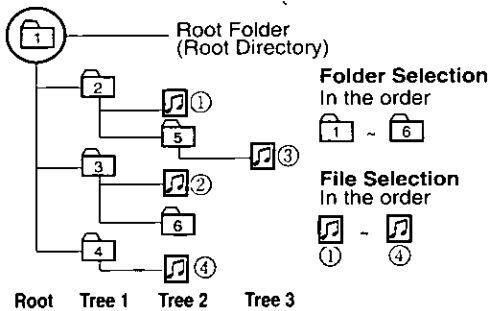 1
Root Folder
(Root Directory)
2
①
5
③
3
②
6
4
④
Root Tree 1 Tree 2 Tree 3
Folder Selection
In the order
1 ~ 6
File Selection
In the order
~
① ④